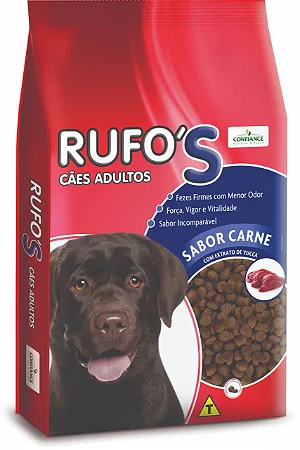 CONFIANCE
RUFO'S
CÃES ADULTOS
Fezes Firmes com Menor Odor
Força, Vigor e Vitalidade
Sabor Incomparável
SABOR CARNE
COM EXTRATO DE YUCCA
T
RUFO'S
CÃES ADULTOS
CONFIANCE